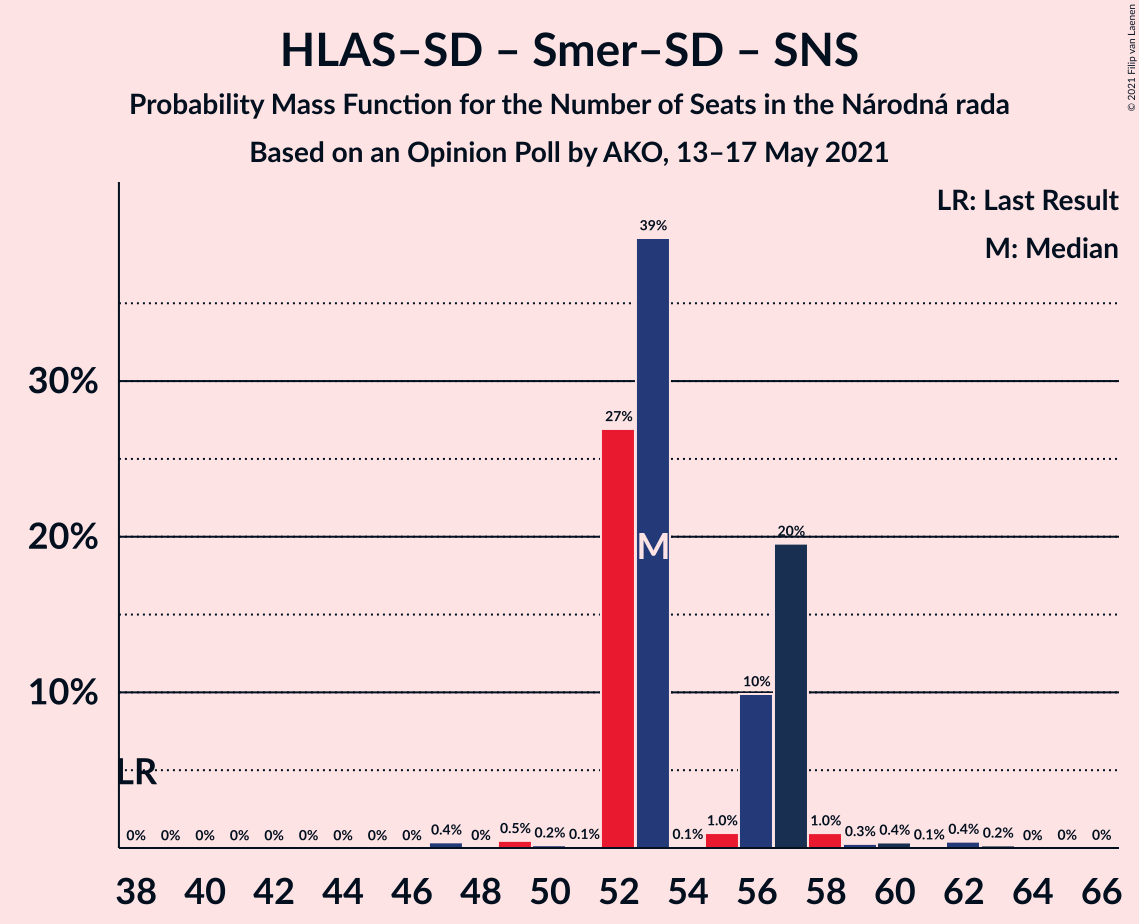 HLAS–SD – Smer–SD – SNS
Probability Mass Function for the Number of Seats in the Národná rada
Based on an Opinion Poll by AKO, 13–17 May 2021
© 2021 Filip van Laenen
LR: Last Result
M: Median
39%
30%
27%
20%
20%
M
10%
10%
LR
0% 0% 0% 0% 0% 0% 0% 0% 0% 0.4% 0% 0.5% 0.2% 0.1% 0.1% 1.0% 1.0% 0.3% 0.4% 0.1% 0.4% 0.2% 0% 0% 0%
38 40 42 44 46 48 50 52 54 56 58 60 62 64 66